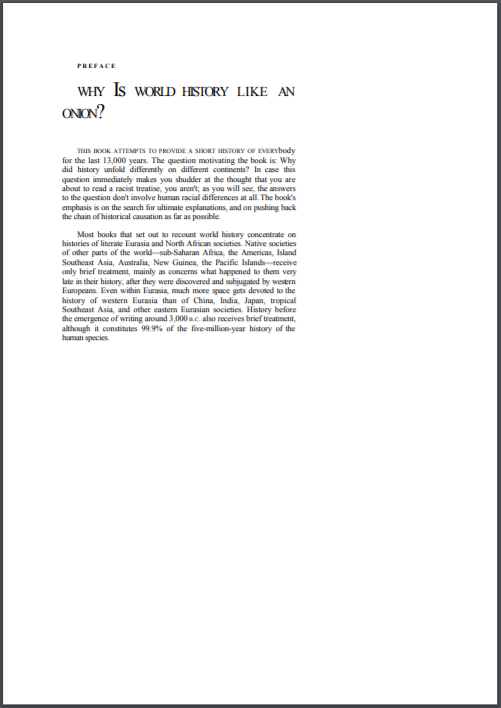 PREFACE
WHY IS WORLD HISTORY LIKE AN
ONION?
THIS BOOK ATTEMPTS TO PROVIDE A SHORT HISTORY OF EVERYbody
for the last 13,000 years. The question motivating the book is: Why
did history unfold differently on different continents? In case this
question immediately makes you shudder at the thought that you are
about to read a racist treatise, you aren't; as you will see, the answers
to the question don't involve human racial differences at all. The book's
emphasis is on the search for ultimate explanations, and on pushing back
the chain of historical causation as far as possible.
Most books that set out to recount world history concentrate on
histories of literate Eurasia and North African societies. Native societies
of other parts of the world—sub-Saharan Africa, the Americas, Island
Southeast Asia, Australia, New Guinea, the Pacific Islands—receive
only brief treatment, mainly as concerns what happened to them very
late in their history, after they were discovered and subjugated by western
Europeans. Even within Eurasia, much more space gets devoted to the
history of western Eurasia than of China, India, Japan, tropical
Southeast Asia, and other eastern Eurasian societies. History before
the emergence of writing around 3,000 B.C. also receives brief treatment,
although it constitutes 99.9% of the five-million-year history of the
human species.